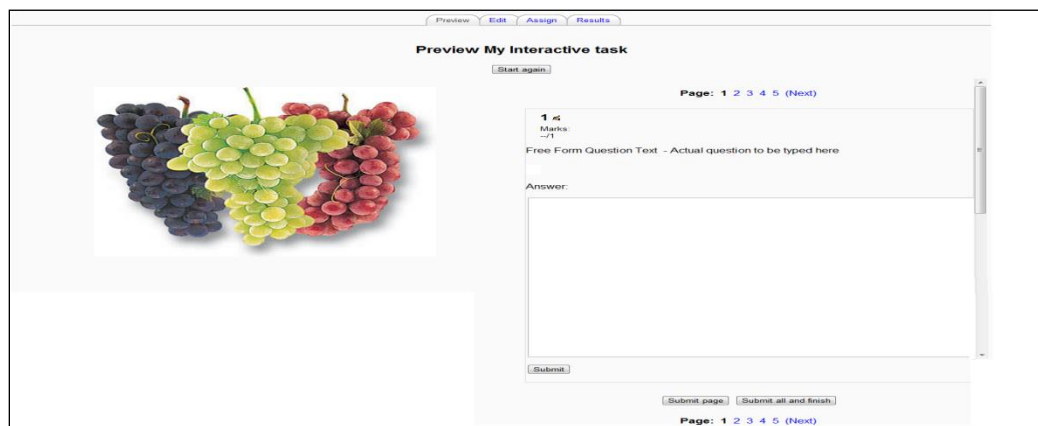 Preview Edit Assign Results
Preview My Interactive task
Start again
Page: 1 2 3 4 5 (Next)
1
Marks:
--/1
Free Form Question Text - Actual question to be typed here
Answer:
Submit
Submit page Submit all and finish
Page: 1 2 3 4 5 (Next)